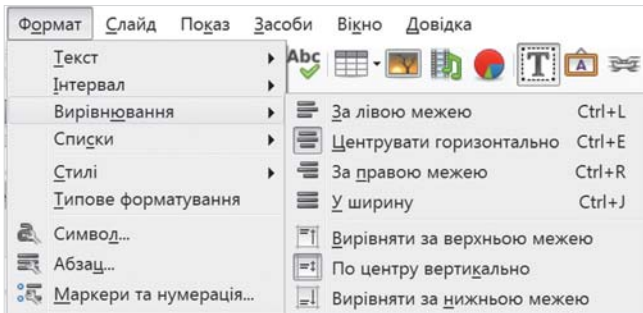 Формат Слайд Показ Засоби Вікно Довідка
Текст
Abc
T
A
Інтервал
Вирівнювання
За лівою межею Ctrl+L
Списки
Центрувати горизонтально Ctrl+E
Стилі
За правою межею Ctrl+R
Типове форматування
У ширину Ctrl+J
Символ...
Вирівняти за верхньою межею
Абзац...
По центру вертикально
Маркери та нумерація...
Вирівняти за нижньою межею